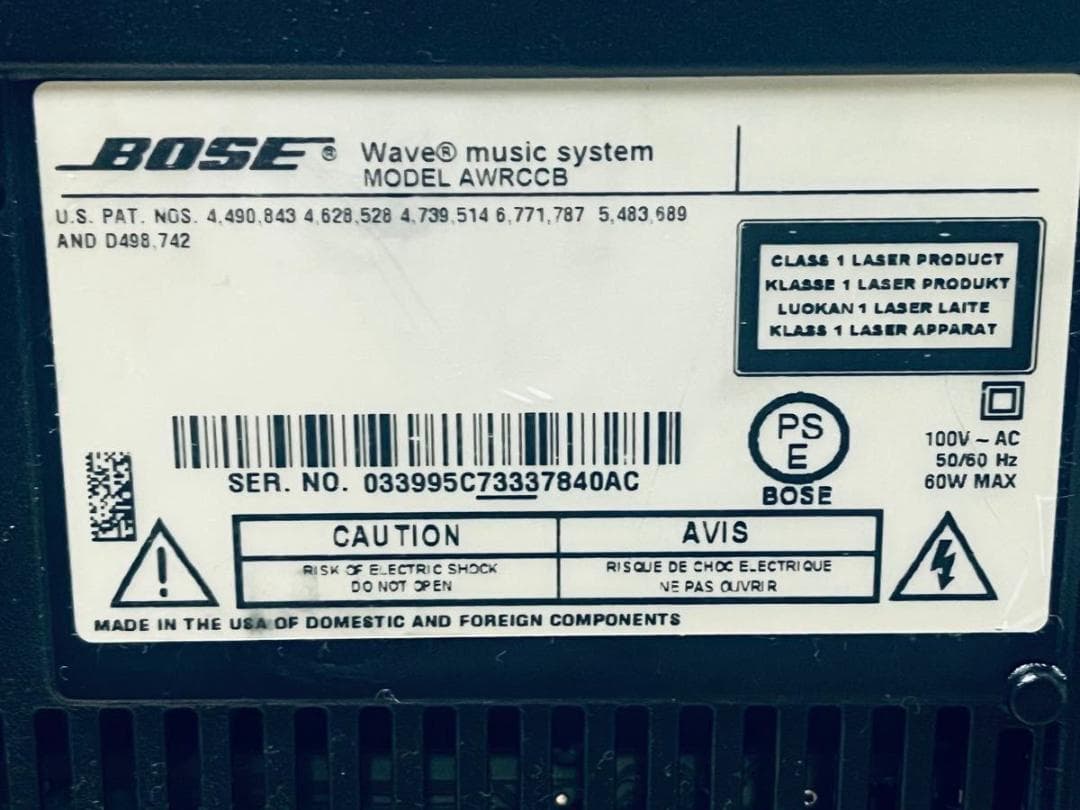 BOSE® Wave® music system
MODEL AWRCCB
U.S. PAT. NOS. 4,490,843 4,628,528 4,739,514 6,771,787 5,483,689
AND D498,742
CLASS 1 LASER PRODUCT
KLASSE 1 LASER PRODUKT
LUOKAN 1 LASER LAITE
KLASS 1 LASER APPARAT
SER. NO. 033995C73337840AC
PS
E
BOSE
100V ~ AC
50/60 Hz
60W MAX
CAUTION
RISK OF ELECTRIC SHOCK
DO NOT OPEN
AVIS
RISQUE DE CHOC ELECTRIQUE
NE PAS OUVRIR
MADE IN THE USA OF DOMESTIC AND FOREIGN COMPONENTS